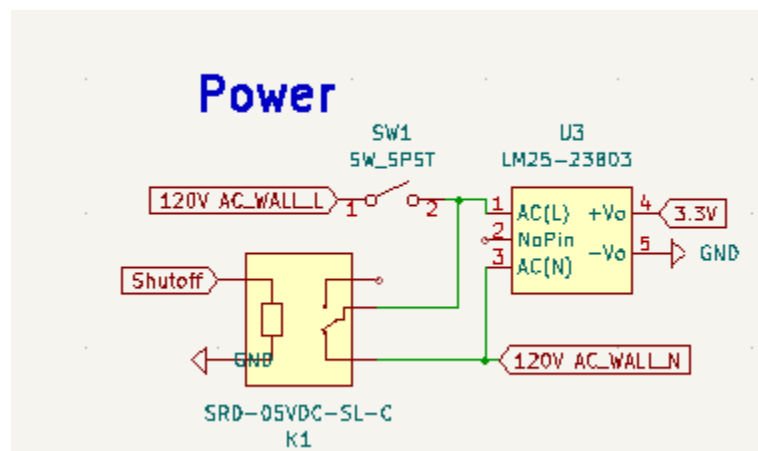 Power
SW1
SW_SPST
U3
LM25-23B03
120V AC_WALL_L
1
2
1
AC(L)
+Vo
4
3.3V
2
NoPin
3
AC(N)
-Vo
5
GND
Shutoff
GND
120V AC_WALL_N
SRD-05VDC-SL-C
K1